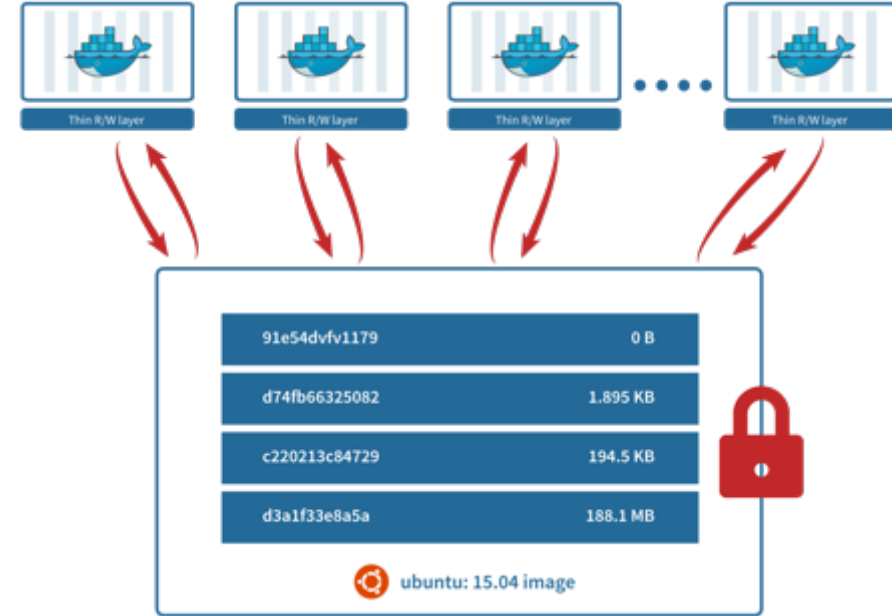 Thin R/W layer
Thin R/W layer
Thin R/W layer
Thin R/W layer
91e54dvfv1179 0 B
d74fb66325082 1.895 KB
c220213c84729 194.5 KB
d3a1f33e8a5a 188.1 MB
ubuntu: 15.04 image